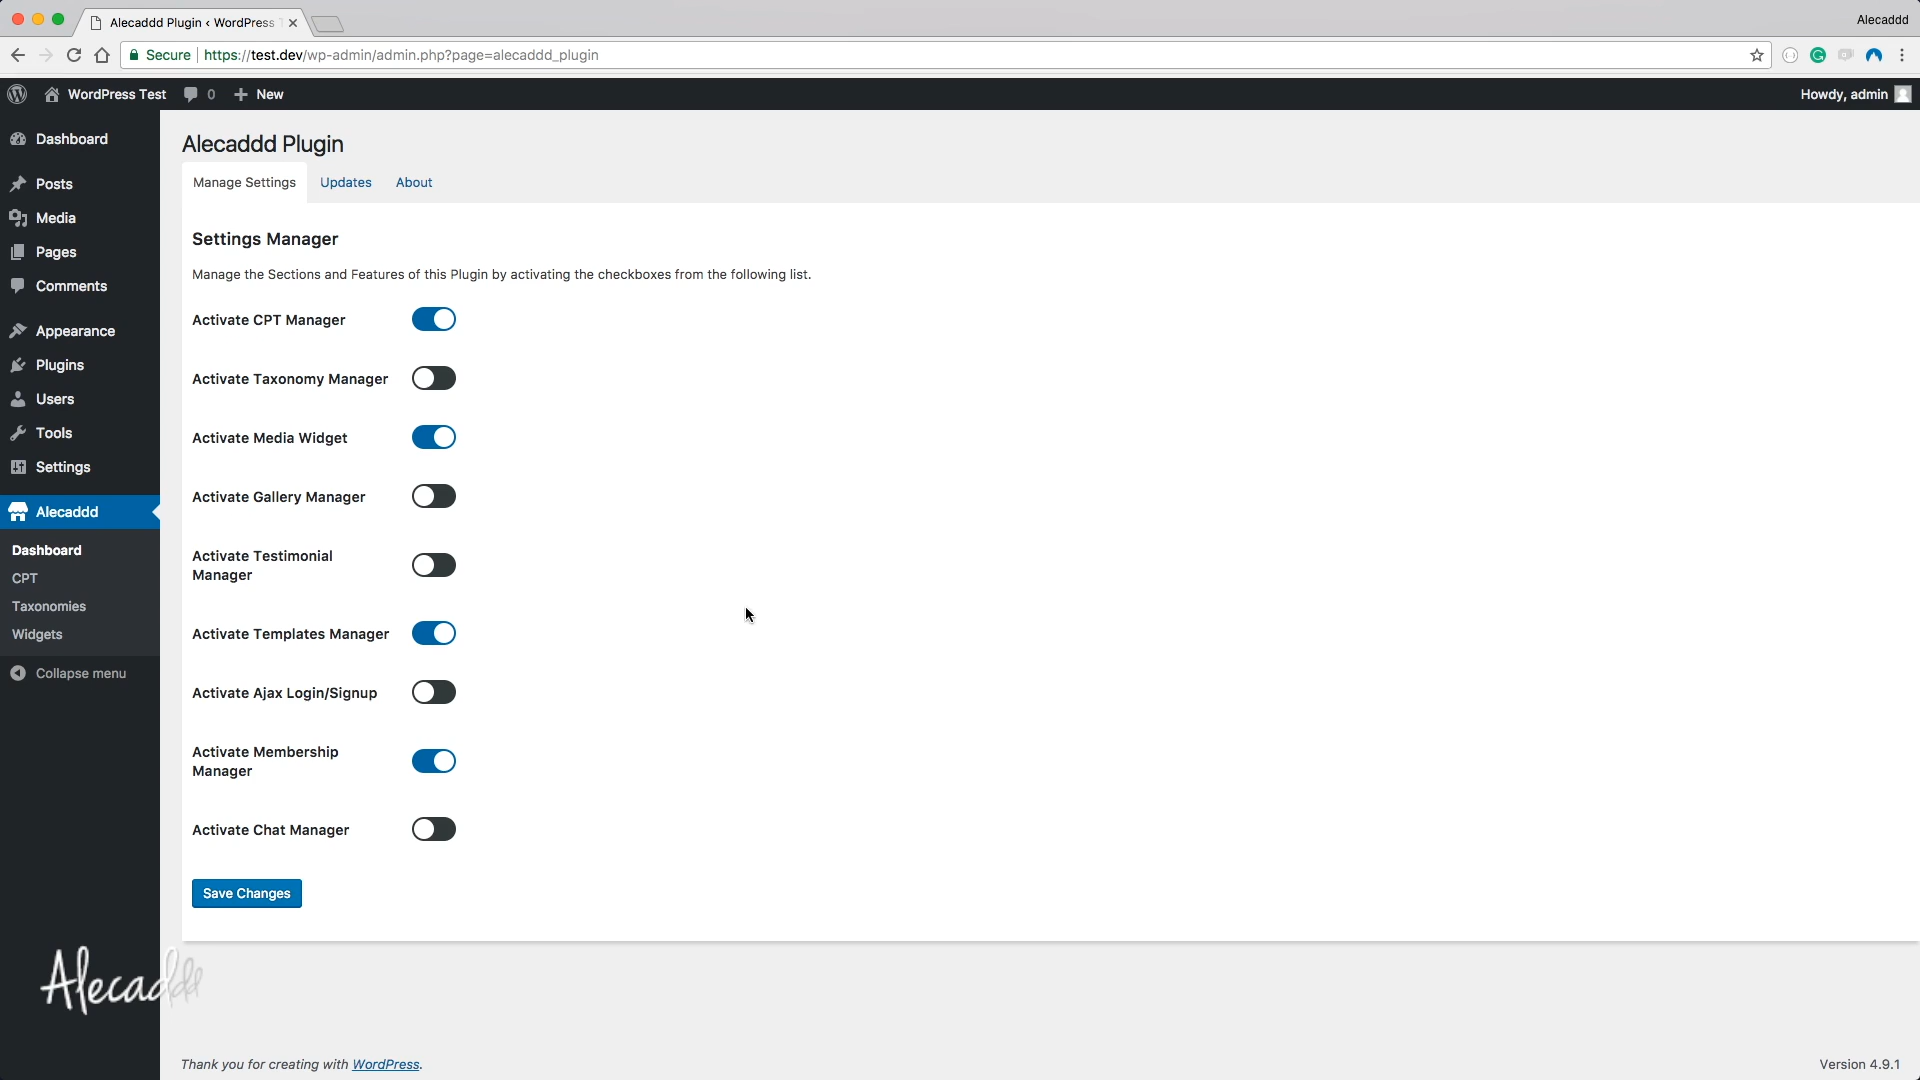 Alecaddd Plugin ‹ WordPress
Alecaddd
Secure
https://test.dev/wp-admin/admin.php?page=alecaddd_plugin
WordPress Test
0
New
Howdy, admin
Dashboard
Posts
Media
Pages
Comments
Appearance
Plugins
Users
Tools
Settings
Alecaddd
Dashboard
CPT
Taxonomies
Widgets
Collapse menu
Alecaddd Plugin
Manage Settings
Updates
About
Settings Manager
Manage the Sections and Features of this Plugin by activating the checkboxes from the following list.
Activate CPT Manager
Activate Taxonomy Manager
Activate Media Widget
Activate Gallery Manager
Activate Testimonial
Manager
Activate Templates Manager
Activate Ajax Login/Signup
Activate Membership
Manager
Activate Chat Manager
Save Changes
Alecaddd
Thank you for creating with WordPress.
Version 4.9.1